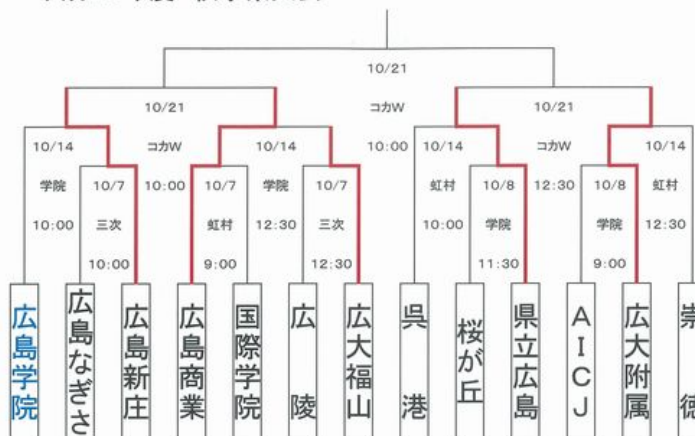 10/21
10/21
コカW
10/21
10/14
コカW
10/14
10:00
10/14
コカW
10/14
学院
10/7
10:00
10/7
学院
10/7
虹村
10/8
12:30
10/8
虹村
10:00
三次
虹村
12:30
三次
10:00
学院
学院
12:30
10:00
9:00
12:30
11:30
9:00
広島学院
広島なぎさ
広島新庄
広島商業
国際学院
広陵
広大福山
呉港
桜が丘
県立広島
AICJ
広大附属
崇徳